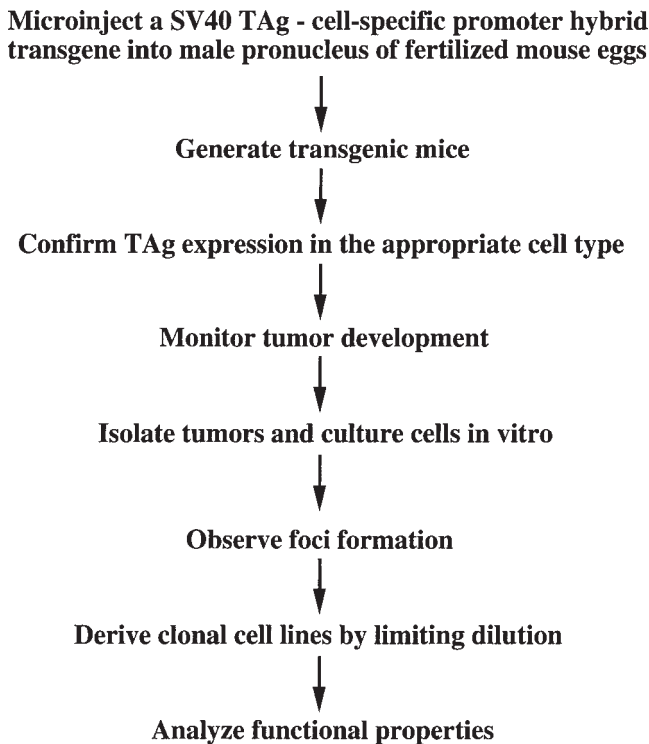 Microinject a SV40 TAg - cell-specific promoter hybrid
transgene into male pronucleus of fertilized mouse eggs
Generate transgenic mice
Confirm TAg expression in the appropriate cell type
Monitor tumor development
Isolate tumors and culture cells in vitro
Observe foci formation
Derive clonal cell lines by limiting dilution
Analyze functional properties